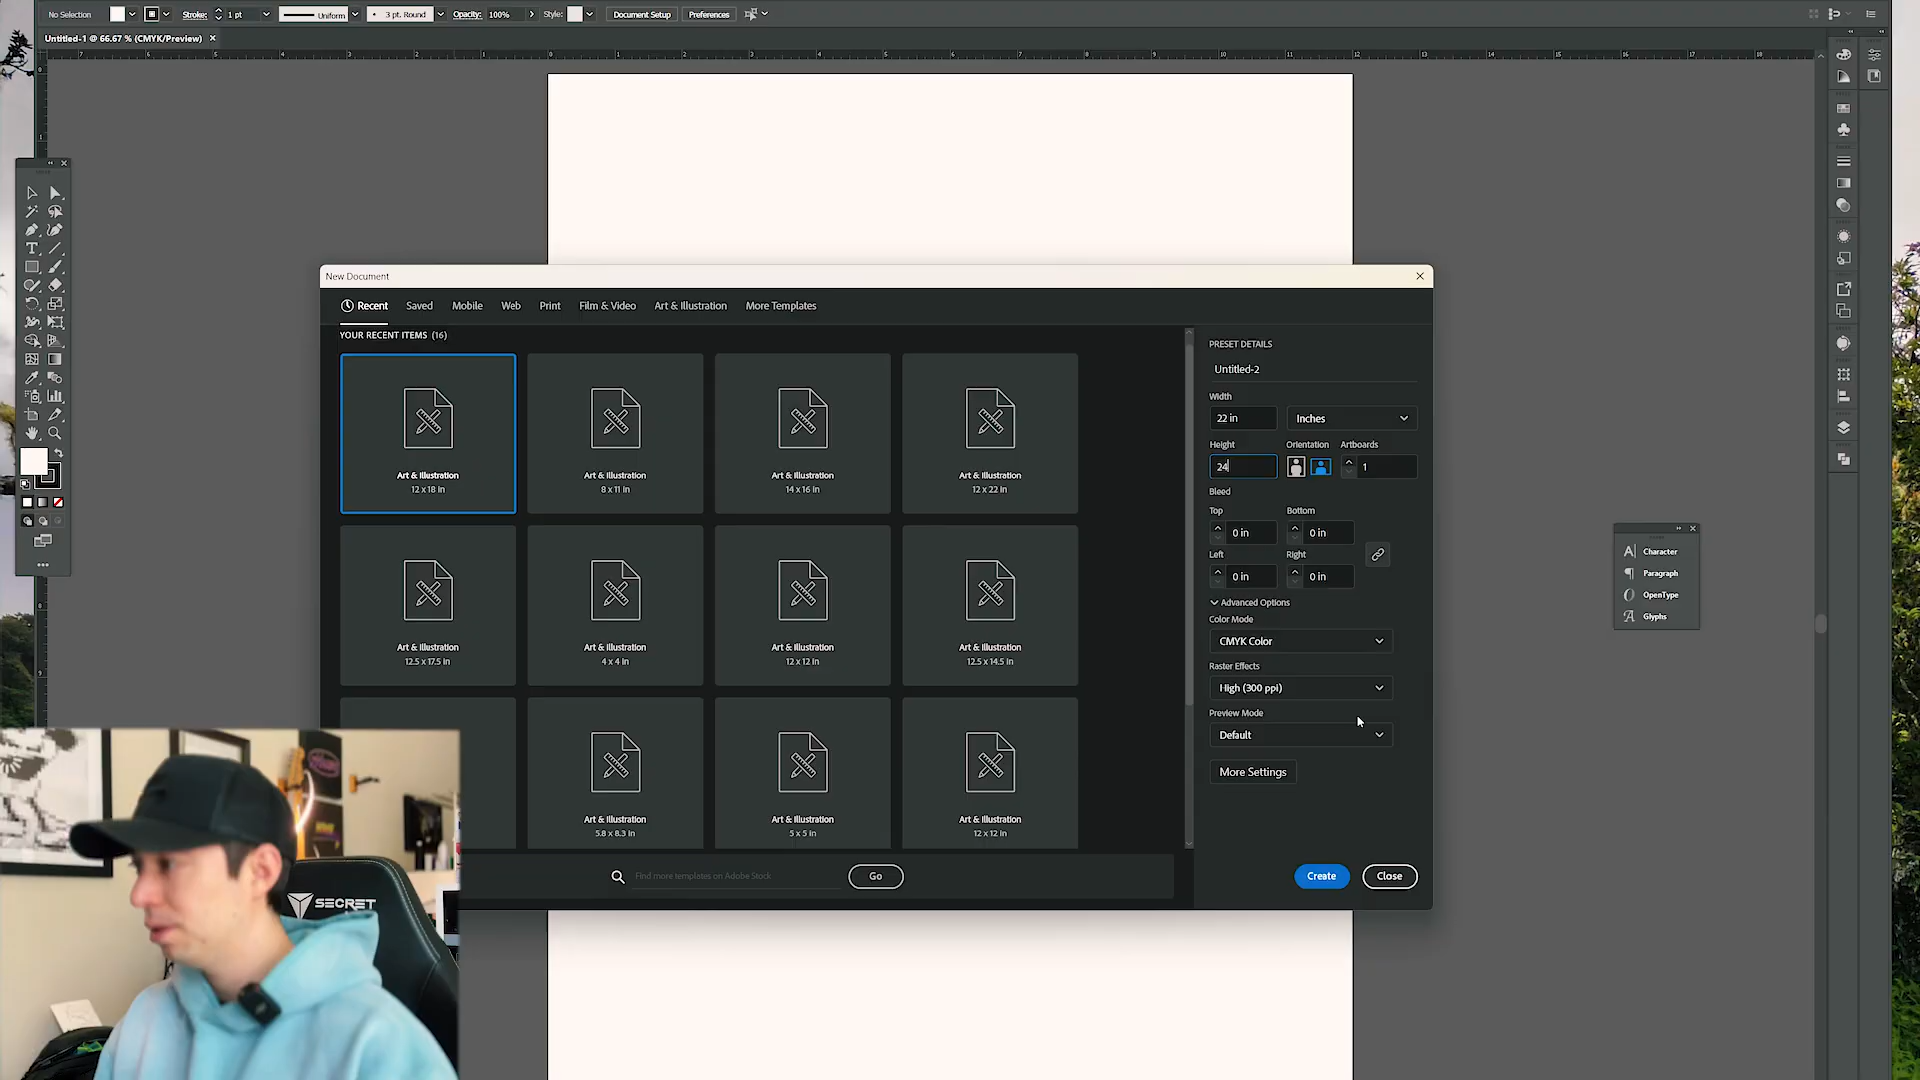 No Selection
Stroke:
1 pt
Uniform
3 pt. Round
Opacity:
100%
Style:
Document Setup
Preferences
Untitled-1 @ 66.67 % (CMYK/Preview)
New Document
Recent
Saved
Mobile
Web
Print
Film & Video
Art & Illustration
More Templates
YOUR RECENT ITEMS (16)
Art & Illustration
12 x 18 in
Art & Illustration
8 x 11 in
Art & Illustration
14 x 16 in
Art & Illustration
12 x 22 in
Art & Illustration
12.5 x 17.5 in
Art & Illustration
4 x 4 in
Art & Illustration
12 x 12 in
Art & Illustration
12.5 x 14.5 in
Art & Illustration
5.8 x 8.3 in
Art & Illustration
5 x 5 in
Art & Illustration
12 x 12 in
Find more templates on Adobe Stock
Go
PRESET DETAILS
Untitled-2
Width
22 in
Inches
Height
Orientation
Artboards
24
1
Bleed
Top
Bottom
0 in
0 in
Left
Right
0 in
0 in
Advanced Options
Color Mode
CMYK Color
Raster Effects
High (300 ppi)
Preview Mode
Default
More Settings
Create
Close
Character
Paragraph
OpenType
Glyphs
SECRET